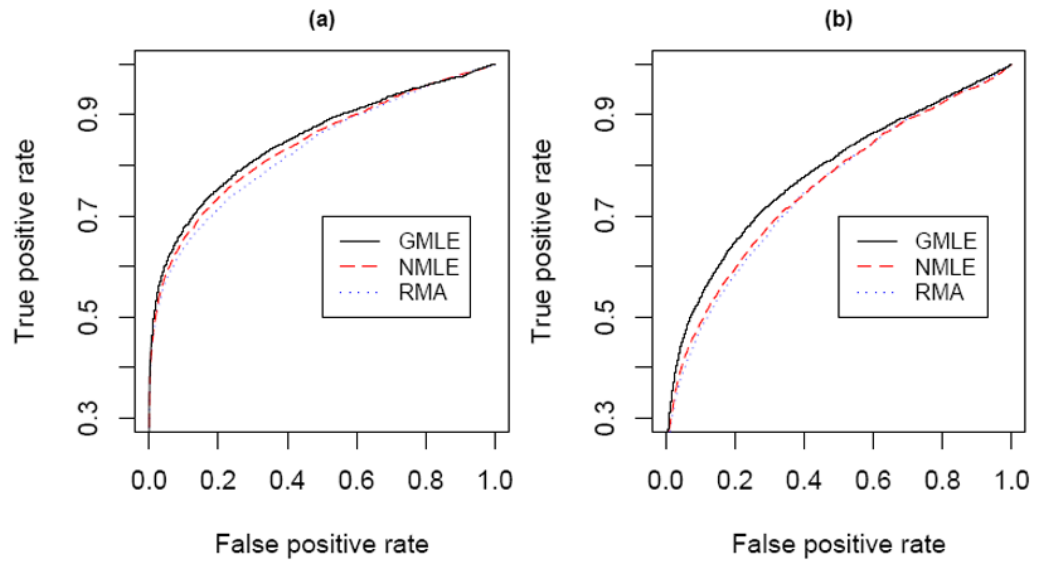 (a)
True positive rate
0.9
0.7
0.5
0.3
GMLE
NMLE
RMA
0.0 0.2 0.4 0.6 0.8 1.0
False positive rate
(b)
True positive rate
0.9
0.7
0.5
0.3
GMLE
NMLE
RMA
0.0 0.2 0.4 0.6 0.8 1.0
False positive rate